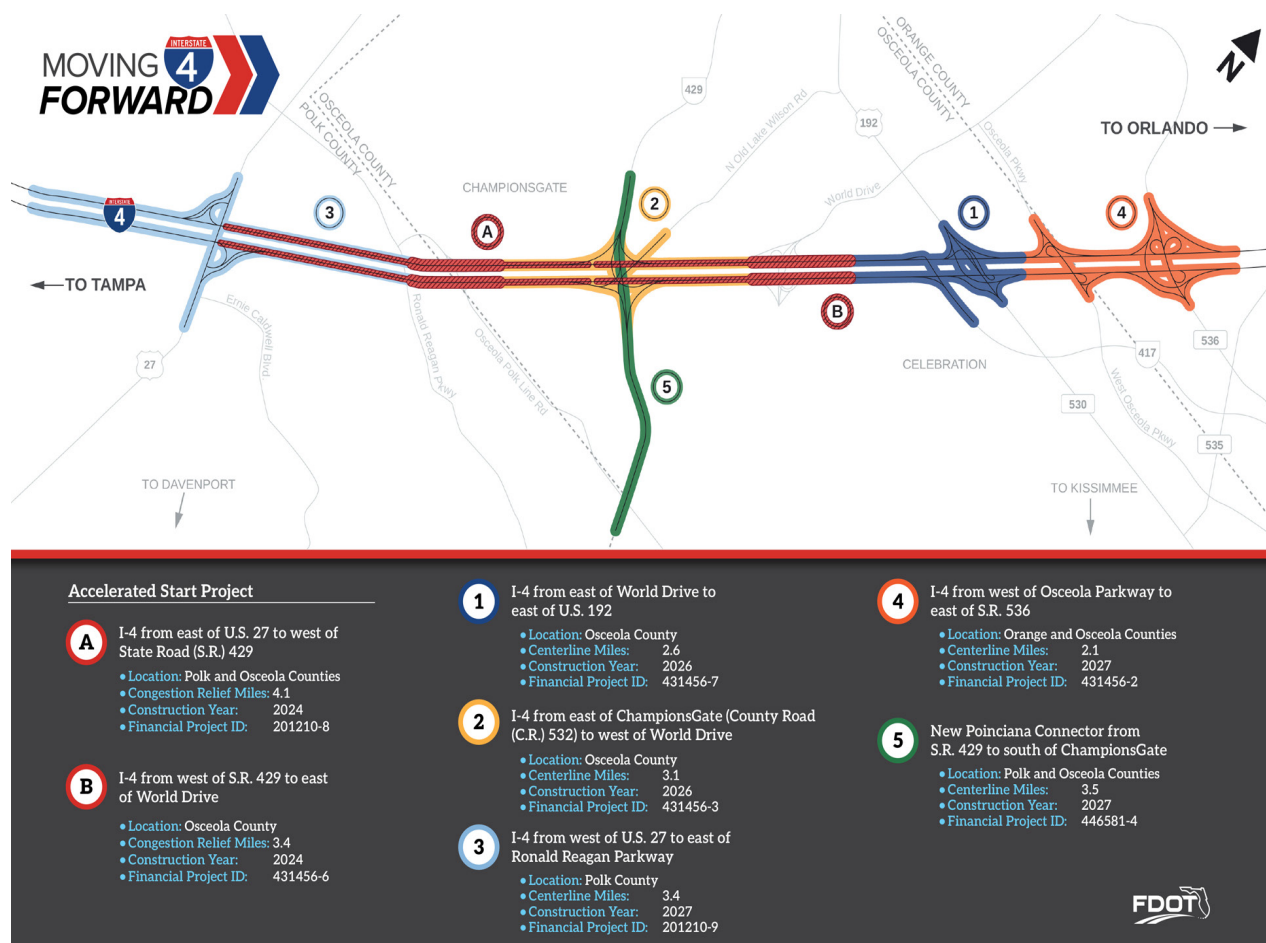 MOVING
INTERSTATE
4
FORWARD
OSCEOLA COUNTY
POLK COUNTY
ORANGE COUNTY
OSCEOLA COUNTY
N
TO ORLANDO
429
N Old Lake Wilson Rd
192
Osceola Pkwy
World Drive
CHAMPIONSGATE
INTERSTATE
4
3
A
2
1
4
TO TAMPA
B
Ernie Caldwell Blvd
Ronald Reagan Pkwy
Osceola Polk Line Rd
27
5
CELEBRATION
417
536
West Osceola Pkwy
530
535
TO DAVENPORT
TO KISSIMMEE
Accelerated Start Project
A
I-4 from east of U.S. 27 to west of
State Road (S.R.) 429
• Location: Polk and Osceola Counties
• Congestion Relief Miles: 4.1
• Construction Year: 2024
• Financial Project ID: 201210-8
B
I-4 from west of S.R. 429 to east
of World Drive
• Location: Osceola County
• Congestion Relief Miles: 3.4
• Construction Year: 2024
• Financial Project ID: 431456-6
1
I-4 from east of World Drive to
east of U.S. 192
• Location: Osceola County
• Centerline Miles: 2.6
• Construction Year: 2026
• Financial Project ID: 431456-7
2
I-4 from east of ChampionsGate (County Road
(C.R.) 532) to west of World Drive
• Location: Osceola County
• Centerline Miles: 3.1
• Construction Year: 2026
• Financial Project ID: 431456-3
3
I-4 from west of U.S. 27 to east of
Ronald Reagan Parkway
• Location: Polk County
• Centerline Miles: 3.4
• Construction Year: 2027
• Financial Project ID: 201210-9
4
I-4 from west of Osceola Parkway to
east of S.R. 536
• Location: Orange and Osceola Counties
• Centerline Miles: 2.1
• Construction Year: 2027
• Financial Project ID: 431456-2
5
New Poinciana Connector from
S.R. 429 to south of ChampionsGate
• Location: Polk and Osceola Counties
• Centerline Miles: 3.5
• Construction Year: 2027
• Financial Project ID: 446581-4
FDOT